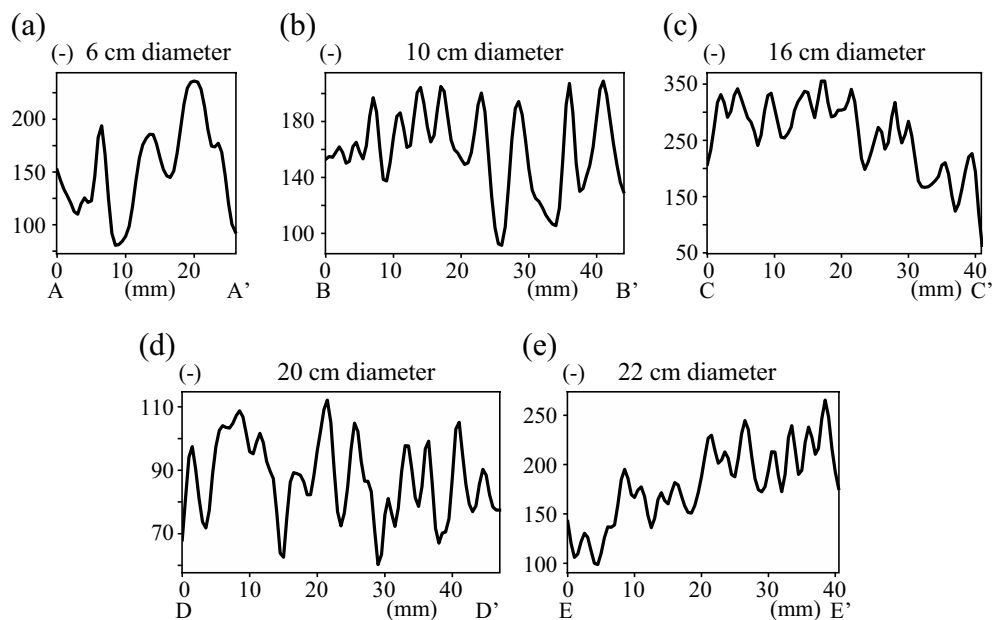 (a)
(-) 6 cm diameter
200
150
100
0 10 20
A (mm) A'
(b)
(-) 10 cm diameter
180
140
100
0 10 20 30 40
B (mm) B'
(c)
(-) 16 cm diameter
350
250
150
50
0 10 20 30 40
C (mm) C'
(d)
(-) 20 cm diameter
110
90
70
0 10 20 30 40
D (mm) D'
(e)
(-) 22 cm diameter
250
200
150
100
0 10 20 30 40
E (mm) E'